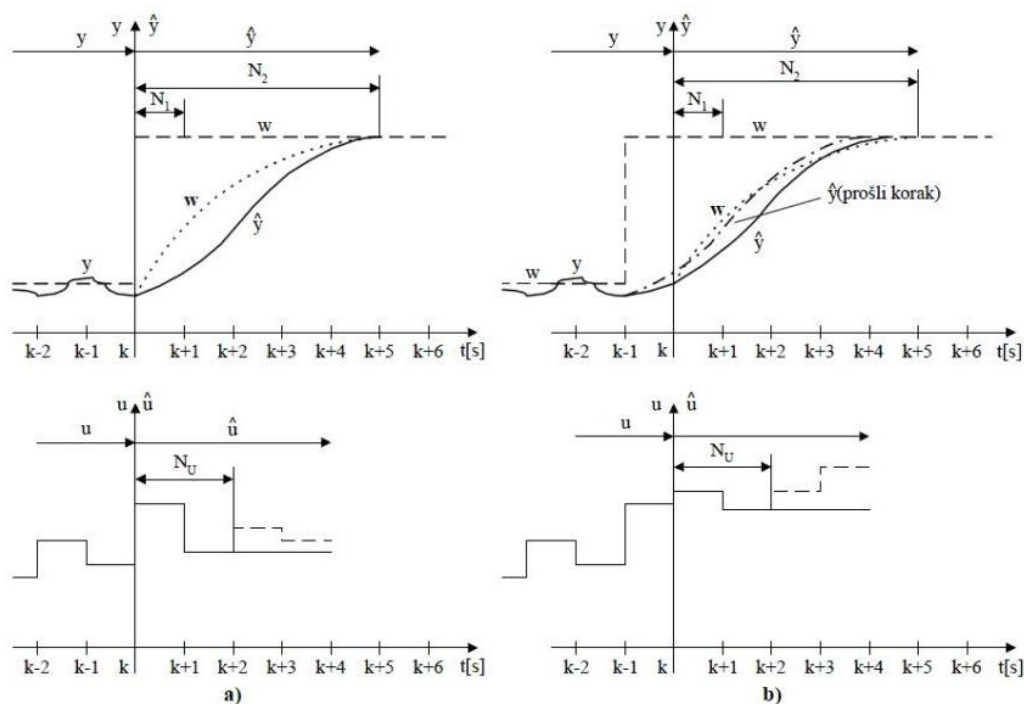 y ŷ
y ŷ
N₂
N₁
w
w
ŷ
y
k-2 k-1 k k+1 k+2 k+3 k+4 k+5 k+6 t[s]
y ŷ
y ŷ
N₂
N₁
w
w
ŷ(prošli korak)
ŷ
w y
k-2 k-1 k k+1 k+2 k+3 k+4 k+5 k+6 t[s]
u û
u û
N_U
k-2 k-1 k k+1 k+2 k+3 k+4 k+5 k+6 t[s]
a)
u û
u û
N_U
k-2 k-1 k k+1 k+2 k+3 k+4 k+5 k+6 t[s]
b)